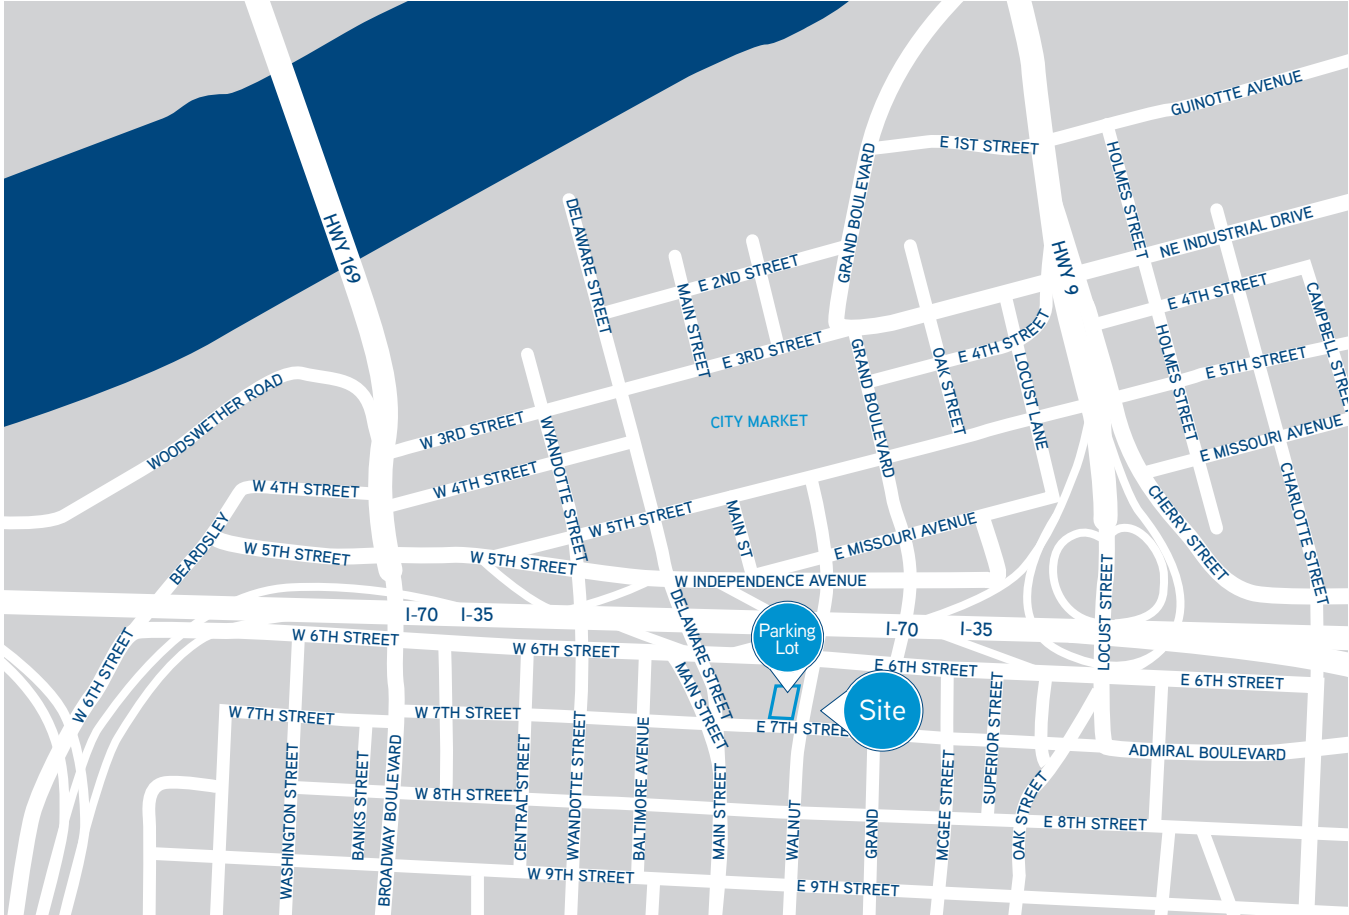 GUINOTTE AVENUE
E 1ST STREET
HOLMES STREET
GRAND BOULEVARD
DELAWARE STREET
HWY 169
NE INDUSTRIAL DRIVE
HWY 9
E 2ND STREET
MAIN STREET
E 4TH STREET
CAMPBELL STREET
E 3RD STREET
E 4TH STREET
HOLMES STREET
GRAND BOULEVARD
OAK STREET
LOCUST LANE
E 5TH STREET
WOODSWETHER ROAD
CITY MARKET
W 3RD STREET
WYANDOTTE STREET
E MISSOURI AVENUE
W 4TH STREET
W 4TH STREET
CHARLOTTE STREET
CHERRY STREET
W 5TH STREET
MAIN ST
E MISSOURI AVENUE
BEARDSLEY
W 5TH STREET
W 5TH STREET
W INDEPENDENCE AVENUE
LOCUST STREET
DELAWARE STREET
I-70
I-35
Parking
Lot
I-70
I-35
W 6TH STREET
W 6TH STREET
W 6TH STREET
E 6TH STREET
E 6TH STREET
MAIN STREET
SUPERIOR STREET
Site
W 7TH STREET
W 7TH STREET
E 7TH STREE
ADMIRAL BOULEVARD
WASHINGTON STREET
BANKS STREET
BROADWAY BOULEVARD
CENTRAL STREET
WYANDOTTE STREET
BALTIMORE AVENUE
MAIN STREET
WALNUT
GRAND
MCGEE STREET
OAK STREET
W 8TH STREET
E 8TH STREET
W 9TH STREET
E 9TH STREET